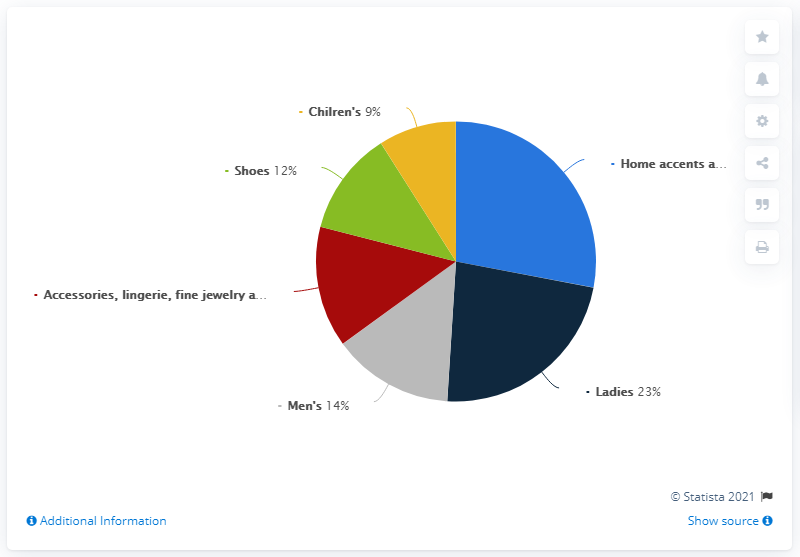 Chilren's 9%
Home accents a...
Shoes 12%
Accessories, lingerie, fine jewelry a...
Ladies 23%
Men's 14%
© Statista 2021
Additional Information
Show source